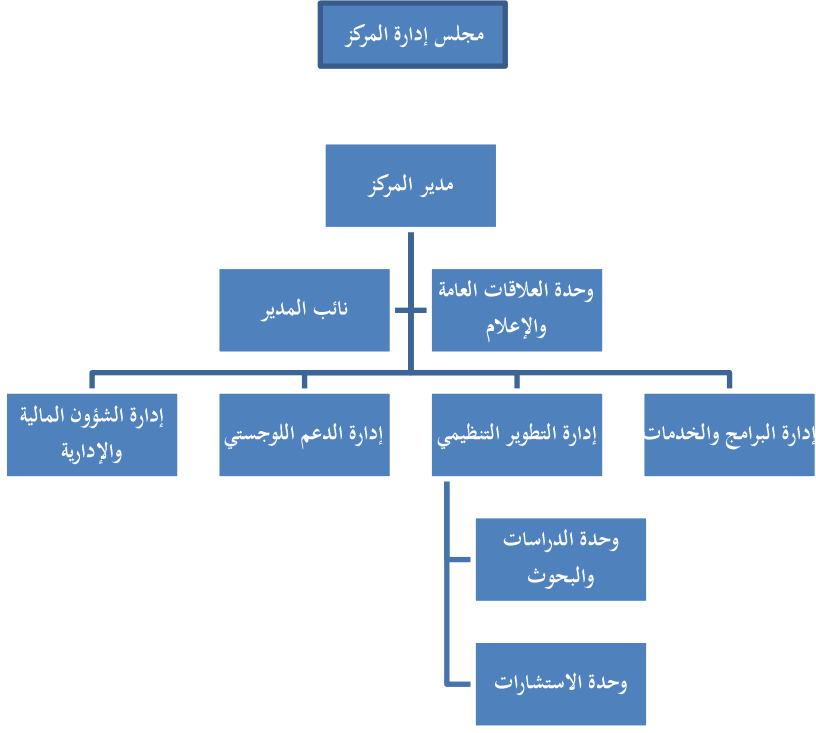 مجلس إدارة المركز
مدير المركز
وحدة العلاقات العامة
والإعلام
نائب المدير
إدارة البرامج والخدمات
إدارة التطوير التنظيمي
إدارة الدعم اللوجستي
إدارة الشؤون المالية
والإدارية
وحدة الدراسات
والبحوث
وحدة الاستشارات